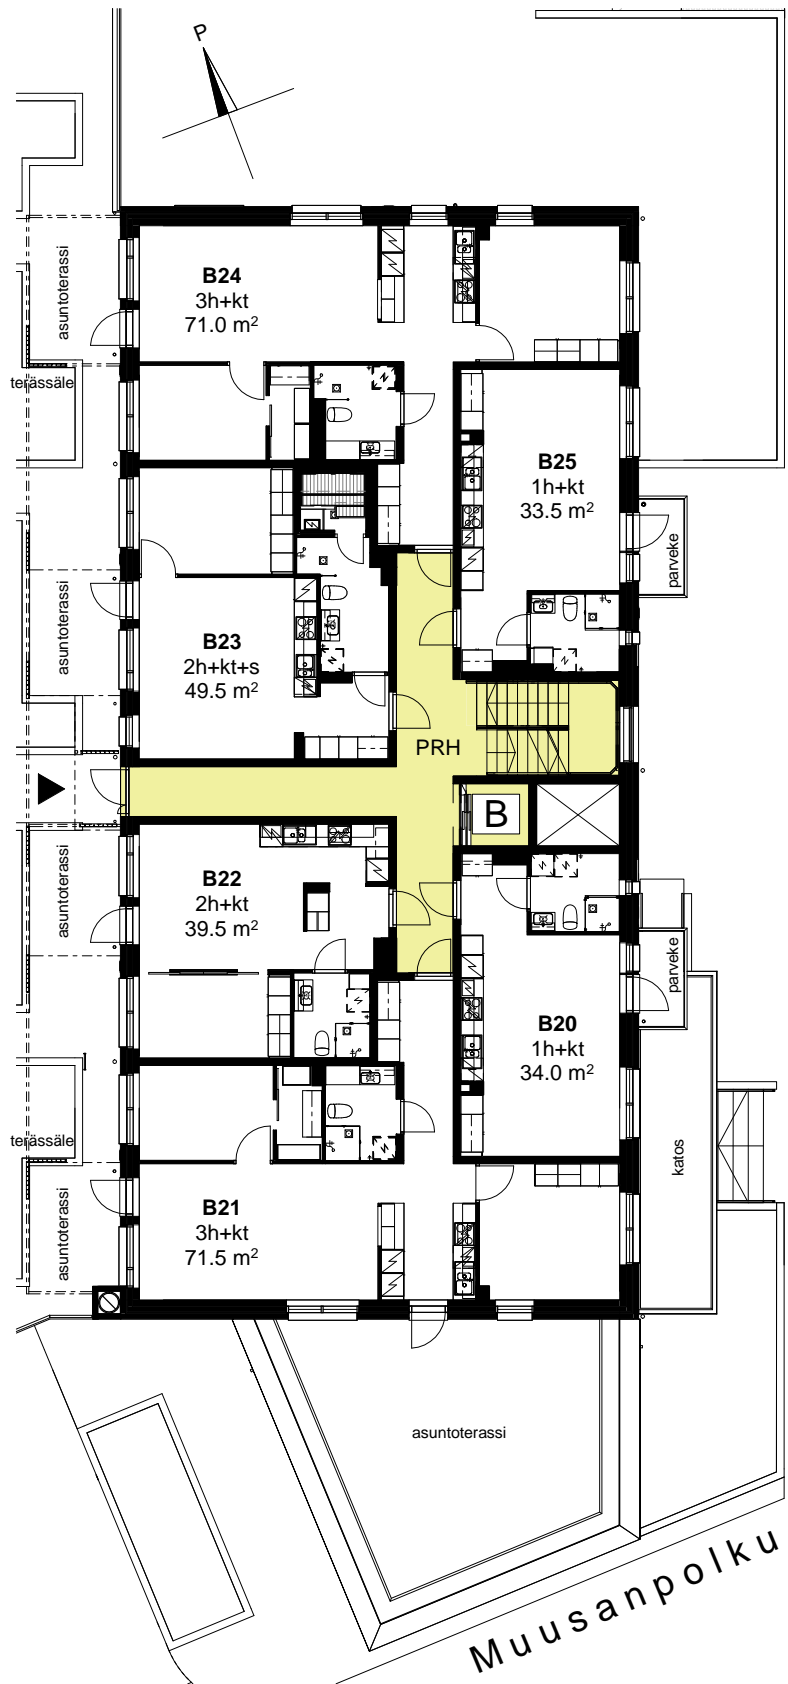 P
asuntoterassi
B24
3h+kt
71.0 m²
terässäle
B25
1h+kt
33.5 m²
parveke
asuntoterassi
B23
2h+kt+s
49.5 m²
PRH
B
asuntoterassi
B22
2h+kt
39.5 m²
parveke
B20
1h+kt
34.0 m²
terässäle
katos
asuntoterassi
B21
3h+kt
71.5 m²
asuntoterassi
Muusanpolku